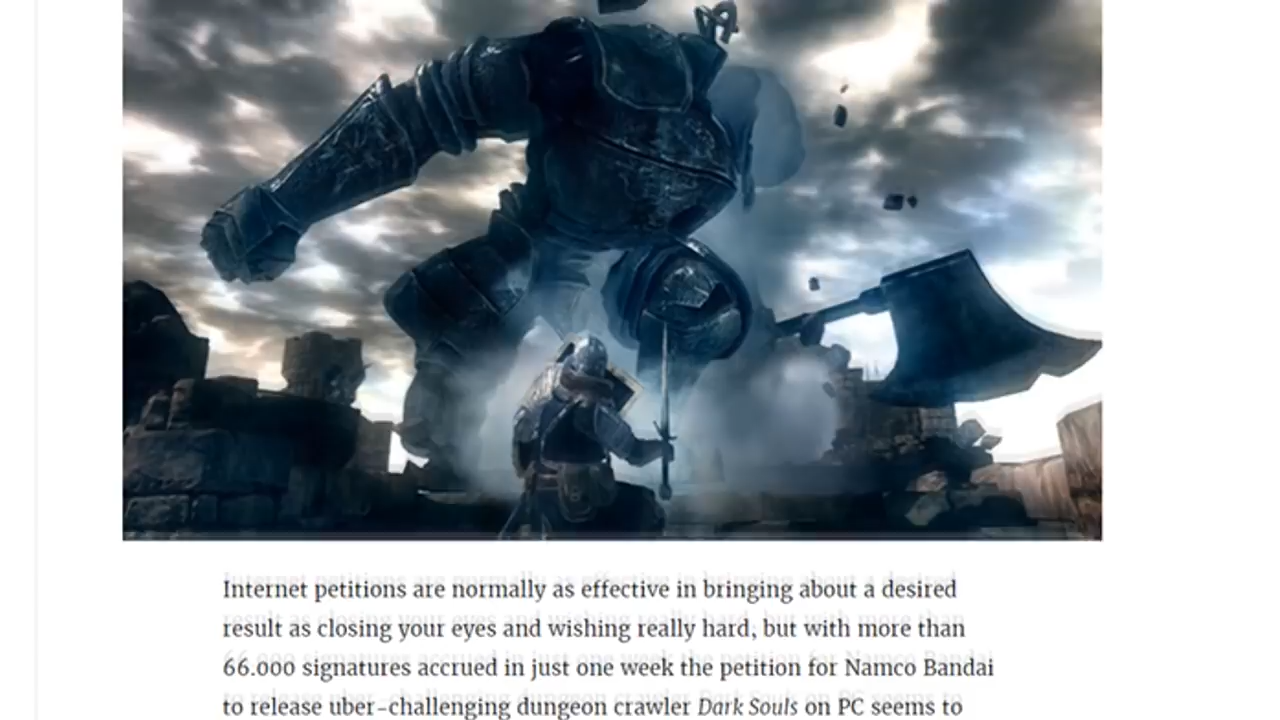 Internet petitions are normally as effective in bringing about a desired
result as closing your eyes and wishing really hard, but with more than
66.000 signatures accrued in just one week the petition for Namco Bandai
to release uber-challenging dungeon crawler Dark Souls on PC seems to